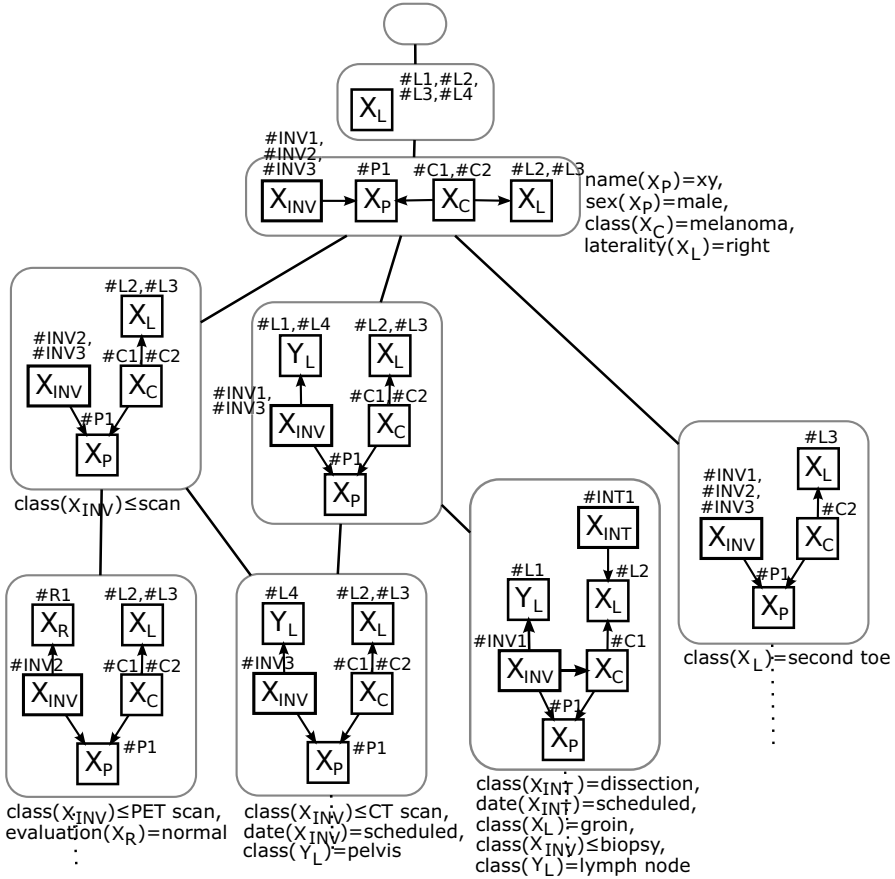 #L1,#L2,
#L3,#L4
X_L
#INV1,
#INV2,
#INV3
#P1
#C1,#C2
#L2,#L3
X_INV
X_P
X_C
X_L
name(X_P)=xy,
sex(X_P)=male,
class(X_C)=melanoma,
laterality(X_L)=right
#L2,#L3
X_L
#INV2,
#INV3
#C1,#C2
X_INV
X_C
#P1
X_P
class(X_INV)≤scan
#L1,#L4
#L2,#L3
Y_L
X_L
#INV1,
#INV3
#C1,#C2
X_INV
X_C
#P1
X_P
#L3
X_L
#INV1,
#INV2,
#INV3
#C2
X_INV
X_C
#P1
X_P
class(X_L)=second toe
#R1
#L2,#L3
X_R
X_L
#INV2
#C1,#C2
X_INV
X_C
#P1
X_P
class(X_INV)≤PET scan,
evaluation(X_R)=normal
#L4
#L2,#L3
Y_L
X_L
#INV3
#C1,#C2
X_INV
X_C
#P1
X_P
class(X_INV)≤CT scan,
date(X_INV)=scheduled,
class(Y_L)=pelvis
#INT1
X_INT
#L1
#L2
Y_L
X_L
#INV1
#C1
X_INV
X_C
#P1
X_P
class(X_INT)=dissection,
date(X_INT)=scheduled,
class(X_L)=groin,
class(X_INV)≤biopsy,
class(Y_L)=lymph node